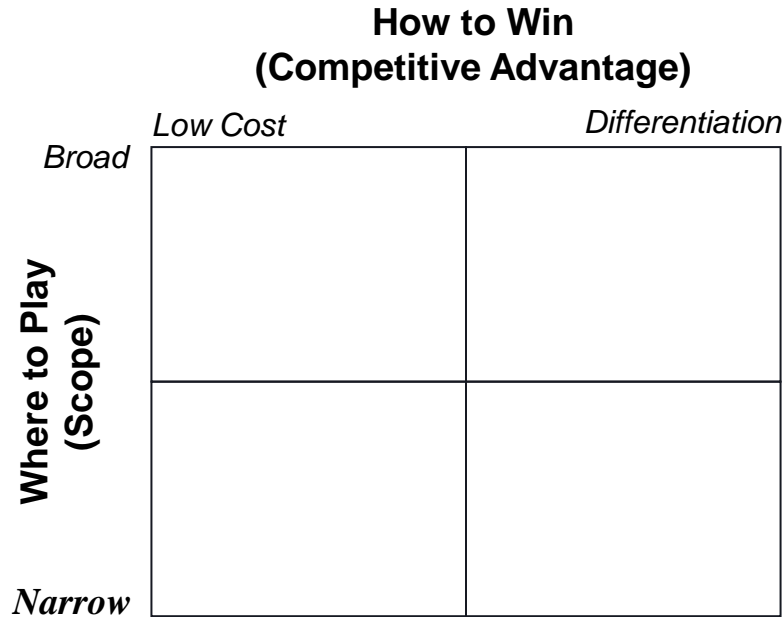 How to Win
(Competitive Advantage)
Low Cost
Differentiation
Broad
Where to Play
(Scope)
Narrow